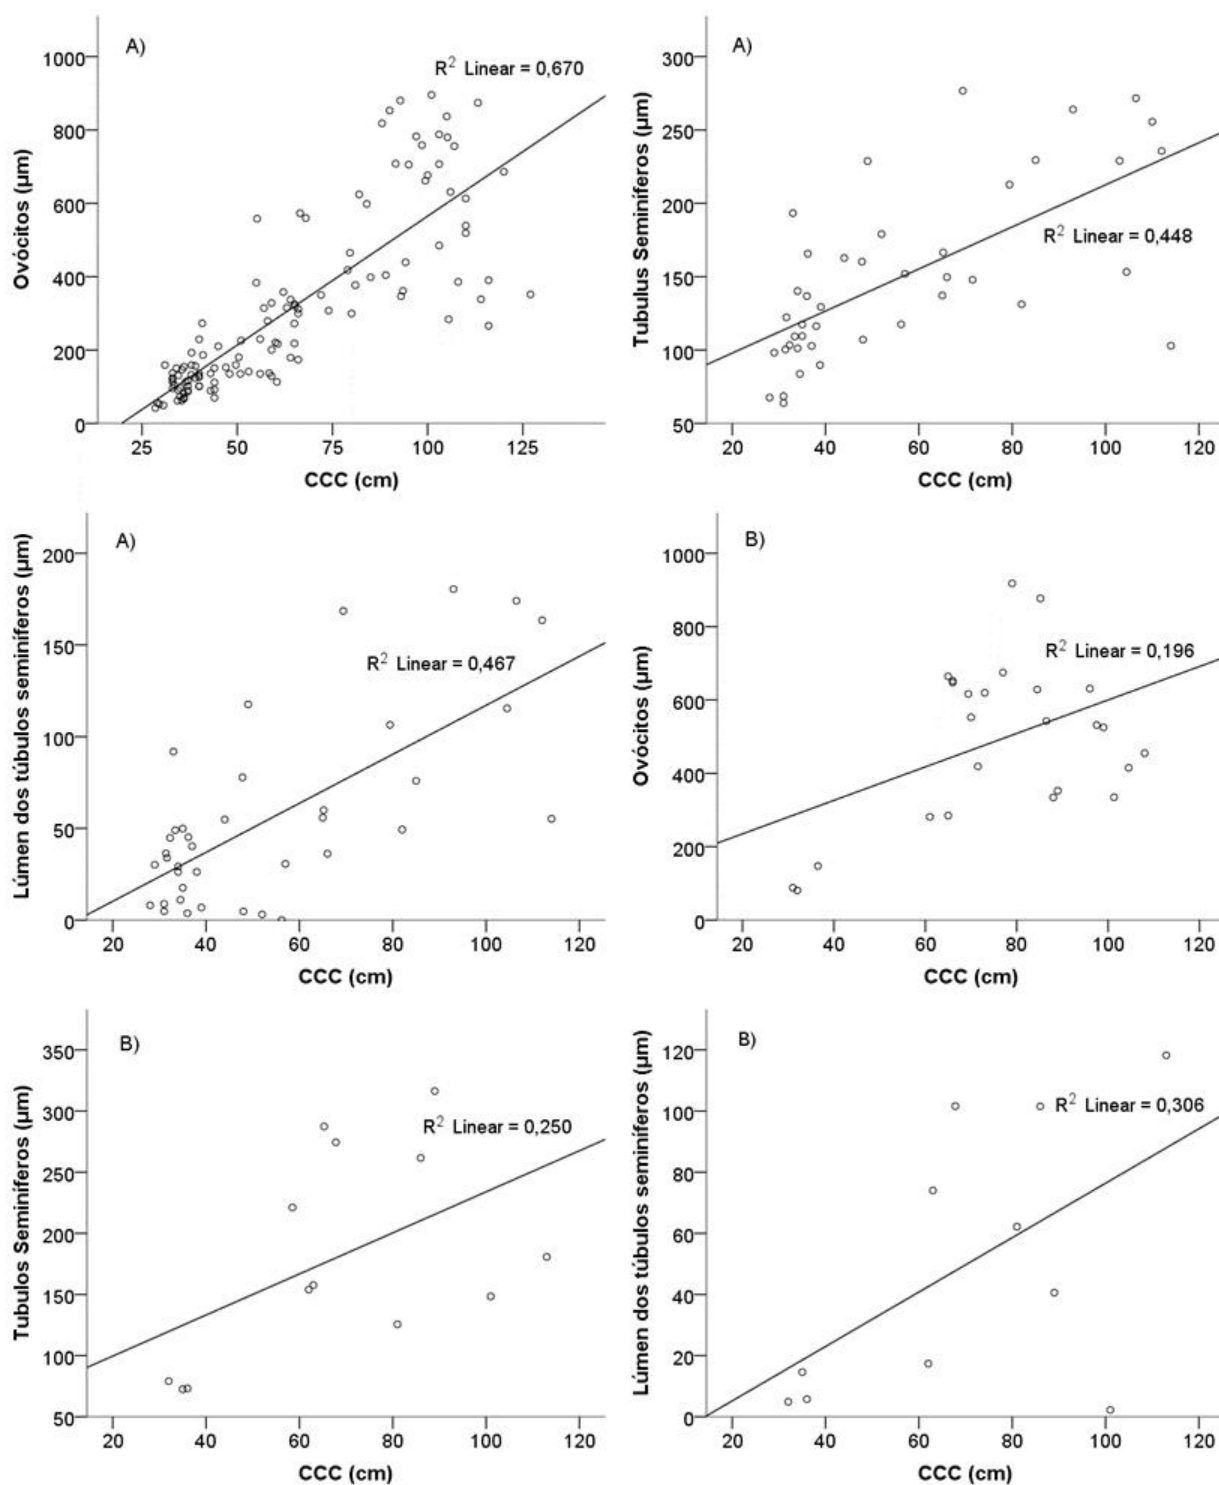 A)
R² Linear = 0,670
Ovócitos (µm)
1000
800
600
400
200
0
25 50 75 100 125
CCC (cm)
A)
R² Linear = 0,448
Tubulus Seminíferos (µm)
300
250
200
150
100
50
20 40 60 80 100 120
CCC (cm)
A)
R² Linear = 0,467
Lúmen dos túbulos seminíferos (µm)
200
150
100
50
0
20 40 60 80 100 120
CCC (cm)
B)
R² Linear = 0,196
Ovócitos (µm)
1000
800
600
400
200
0
20 40 60 80 100 120
CCC (cm)
B)
R² Linear = 0,250
Tubulos Seminíferos (µm)
350
300
250
200
150
100
50
20 40 60 80 100 120
CCC (cm)
B)
R² Linear = 0,306
Lúmen dos túbulos seminíferos (µm)
120
100
80
60
40
20
0
20 40 60 80 100 120
CCC (cm)